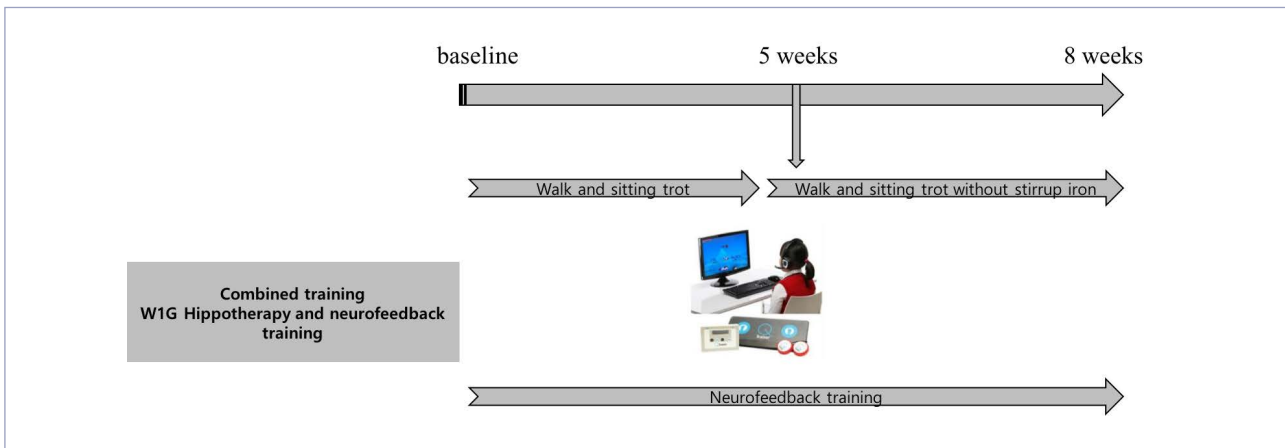 baseline 5 weeks 8 weeks
Walk and sitting trot Walk and sitting trot without stirrup iron
Combined training
W1G Hippotherapy and neurofeedback
training
Neurofeedback training